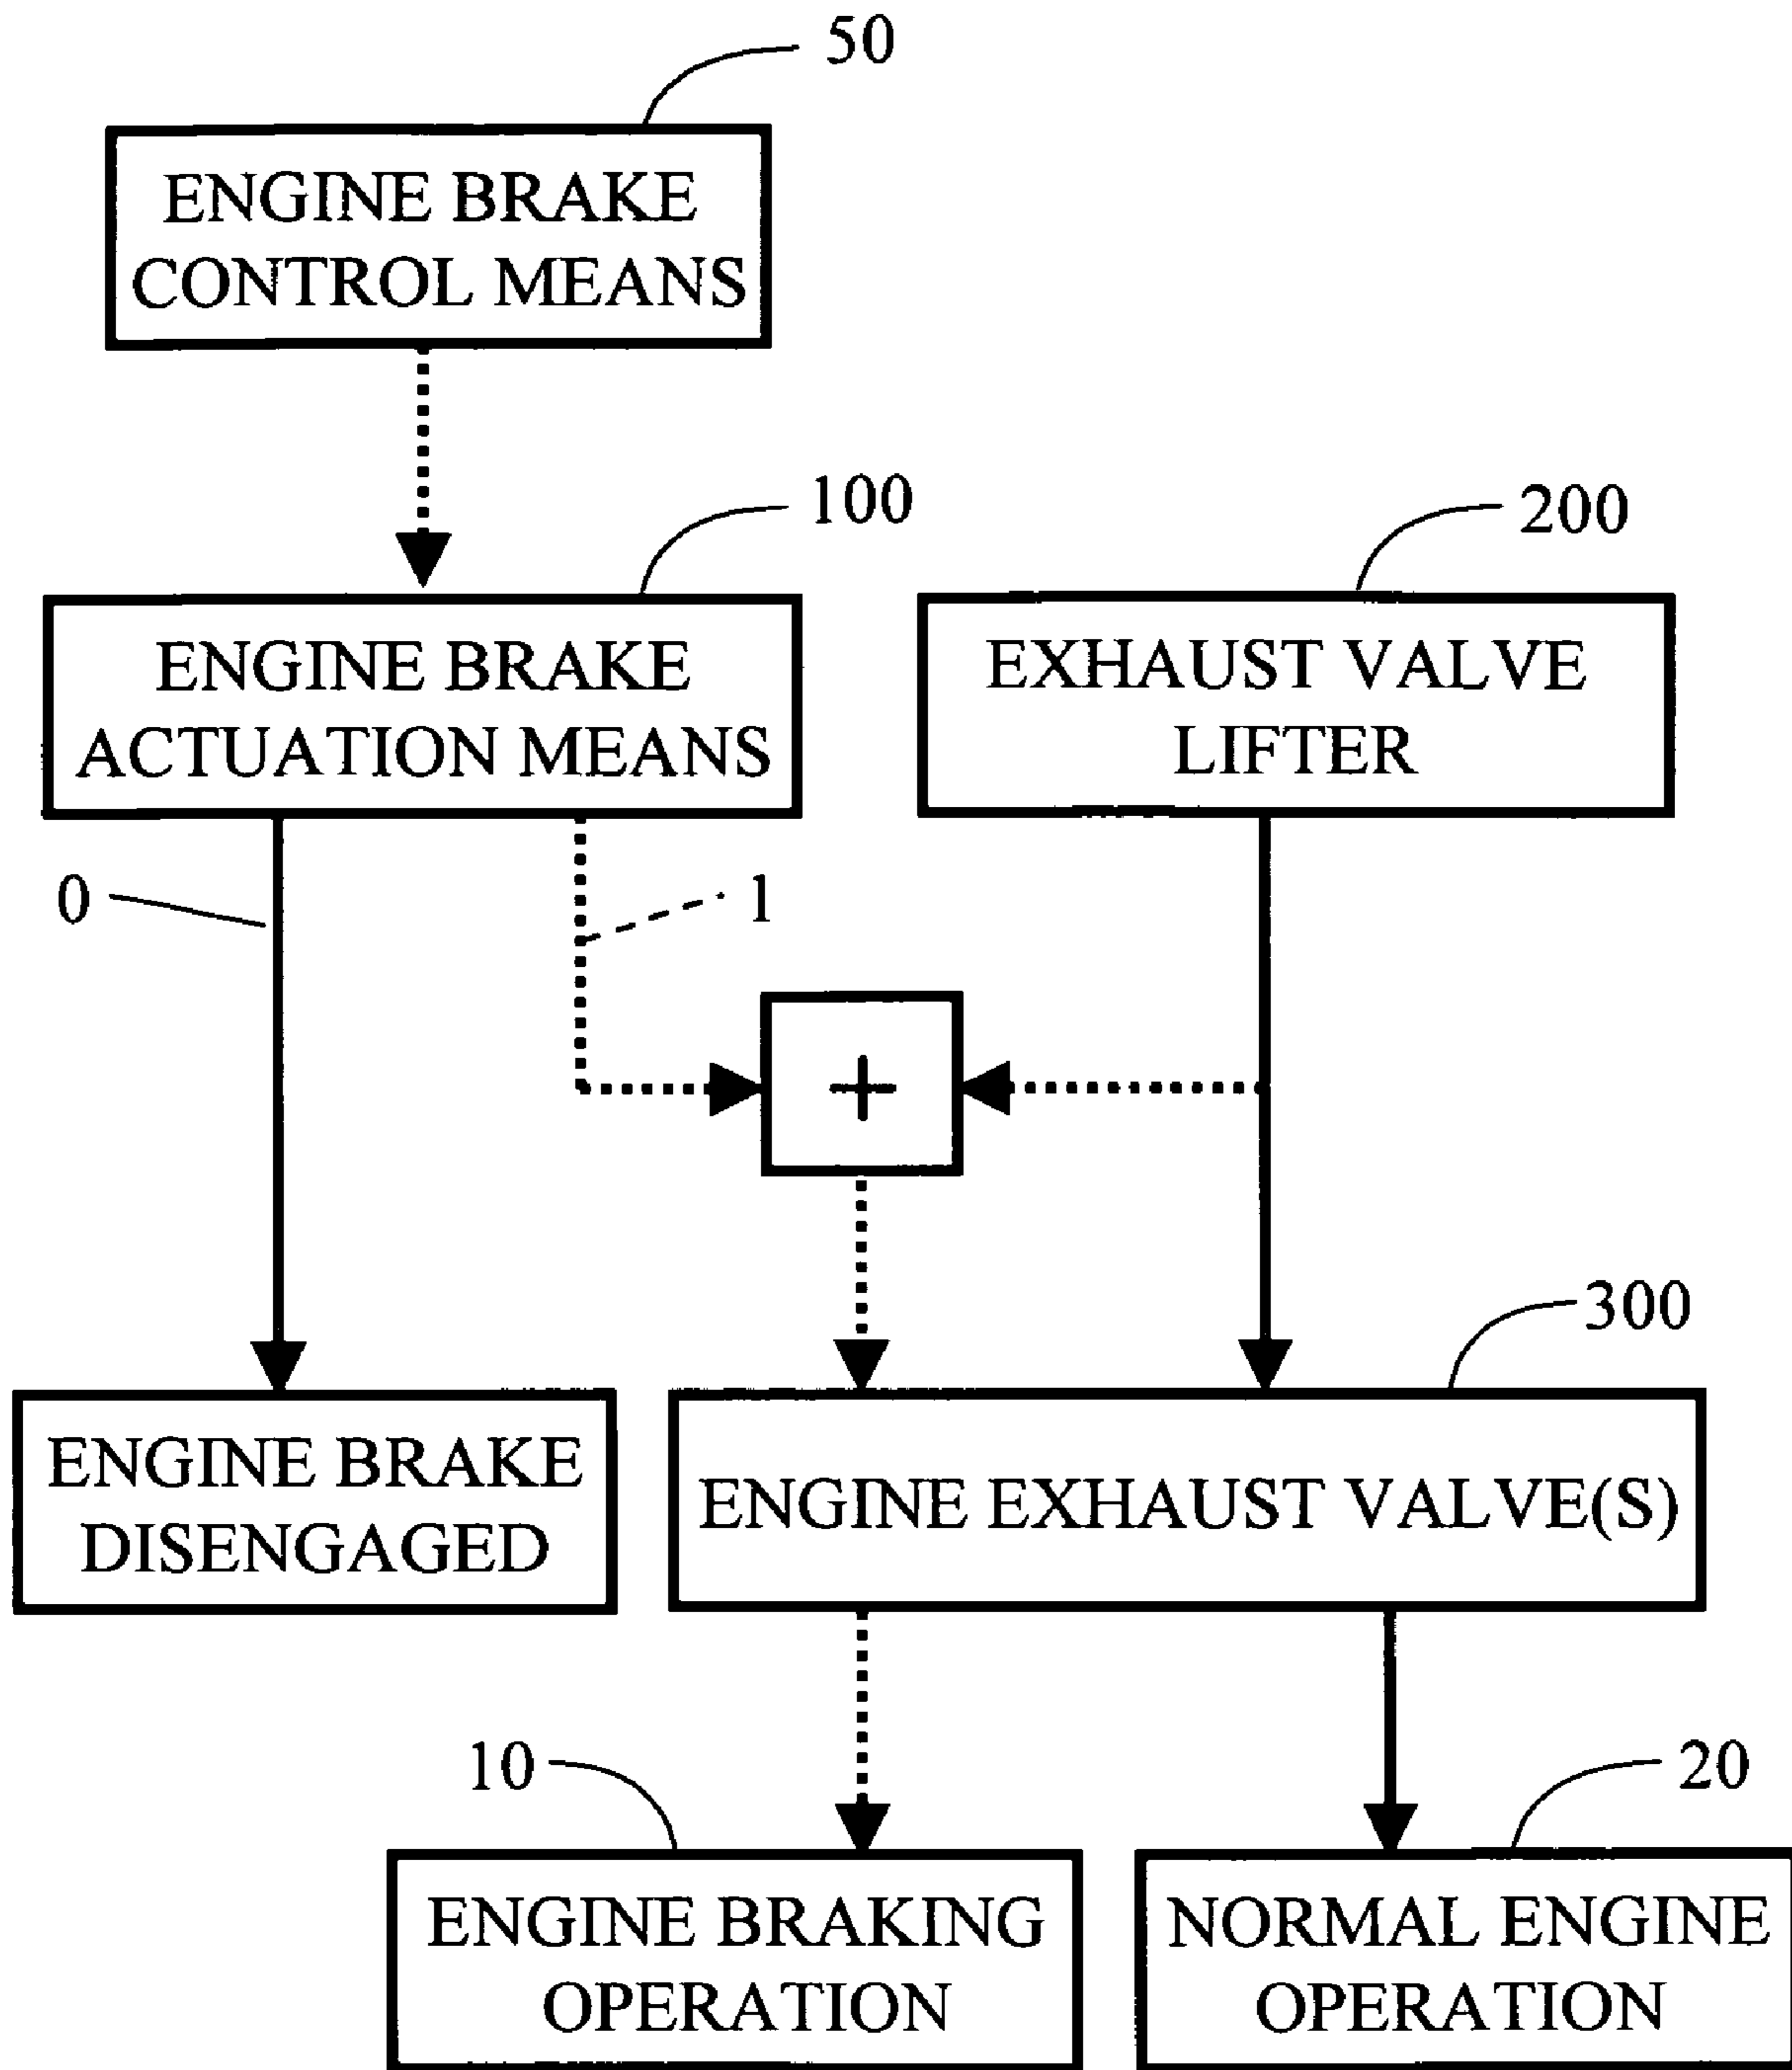 50
ENGINE BRAKE
CONTROL MEANS
100
200
ENGINE BRAKE
ACTUATION MEANS
EXHAUST VALVE
LIFTER
0
1
+
300
ENGINE BRAKE
DISENGAGED
ENGINE EXHAUST VALVE(S)
10
20
ENGINE BRAKING
OPERATION
NORMAL ENGINE
OPERATION